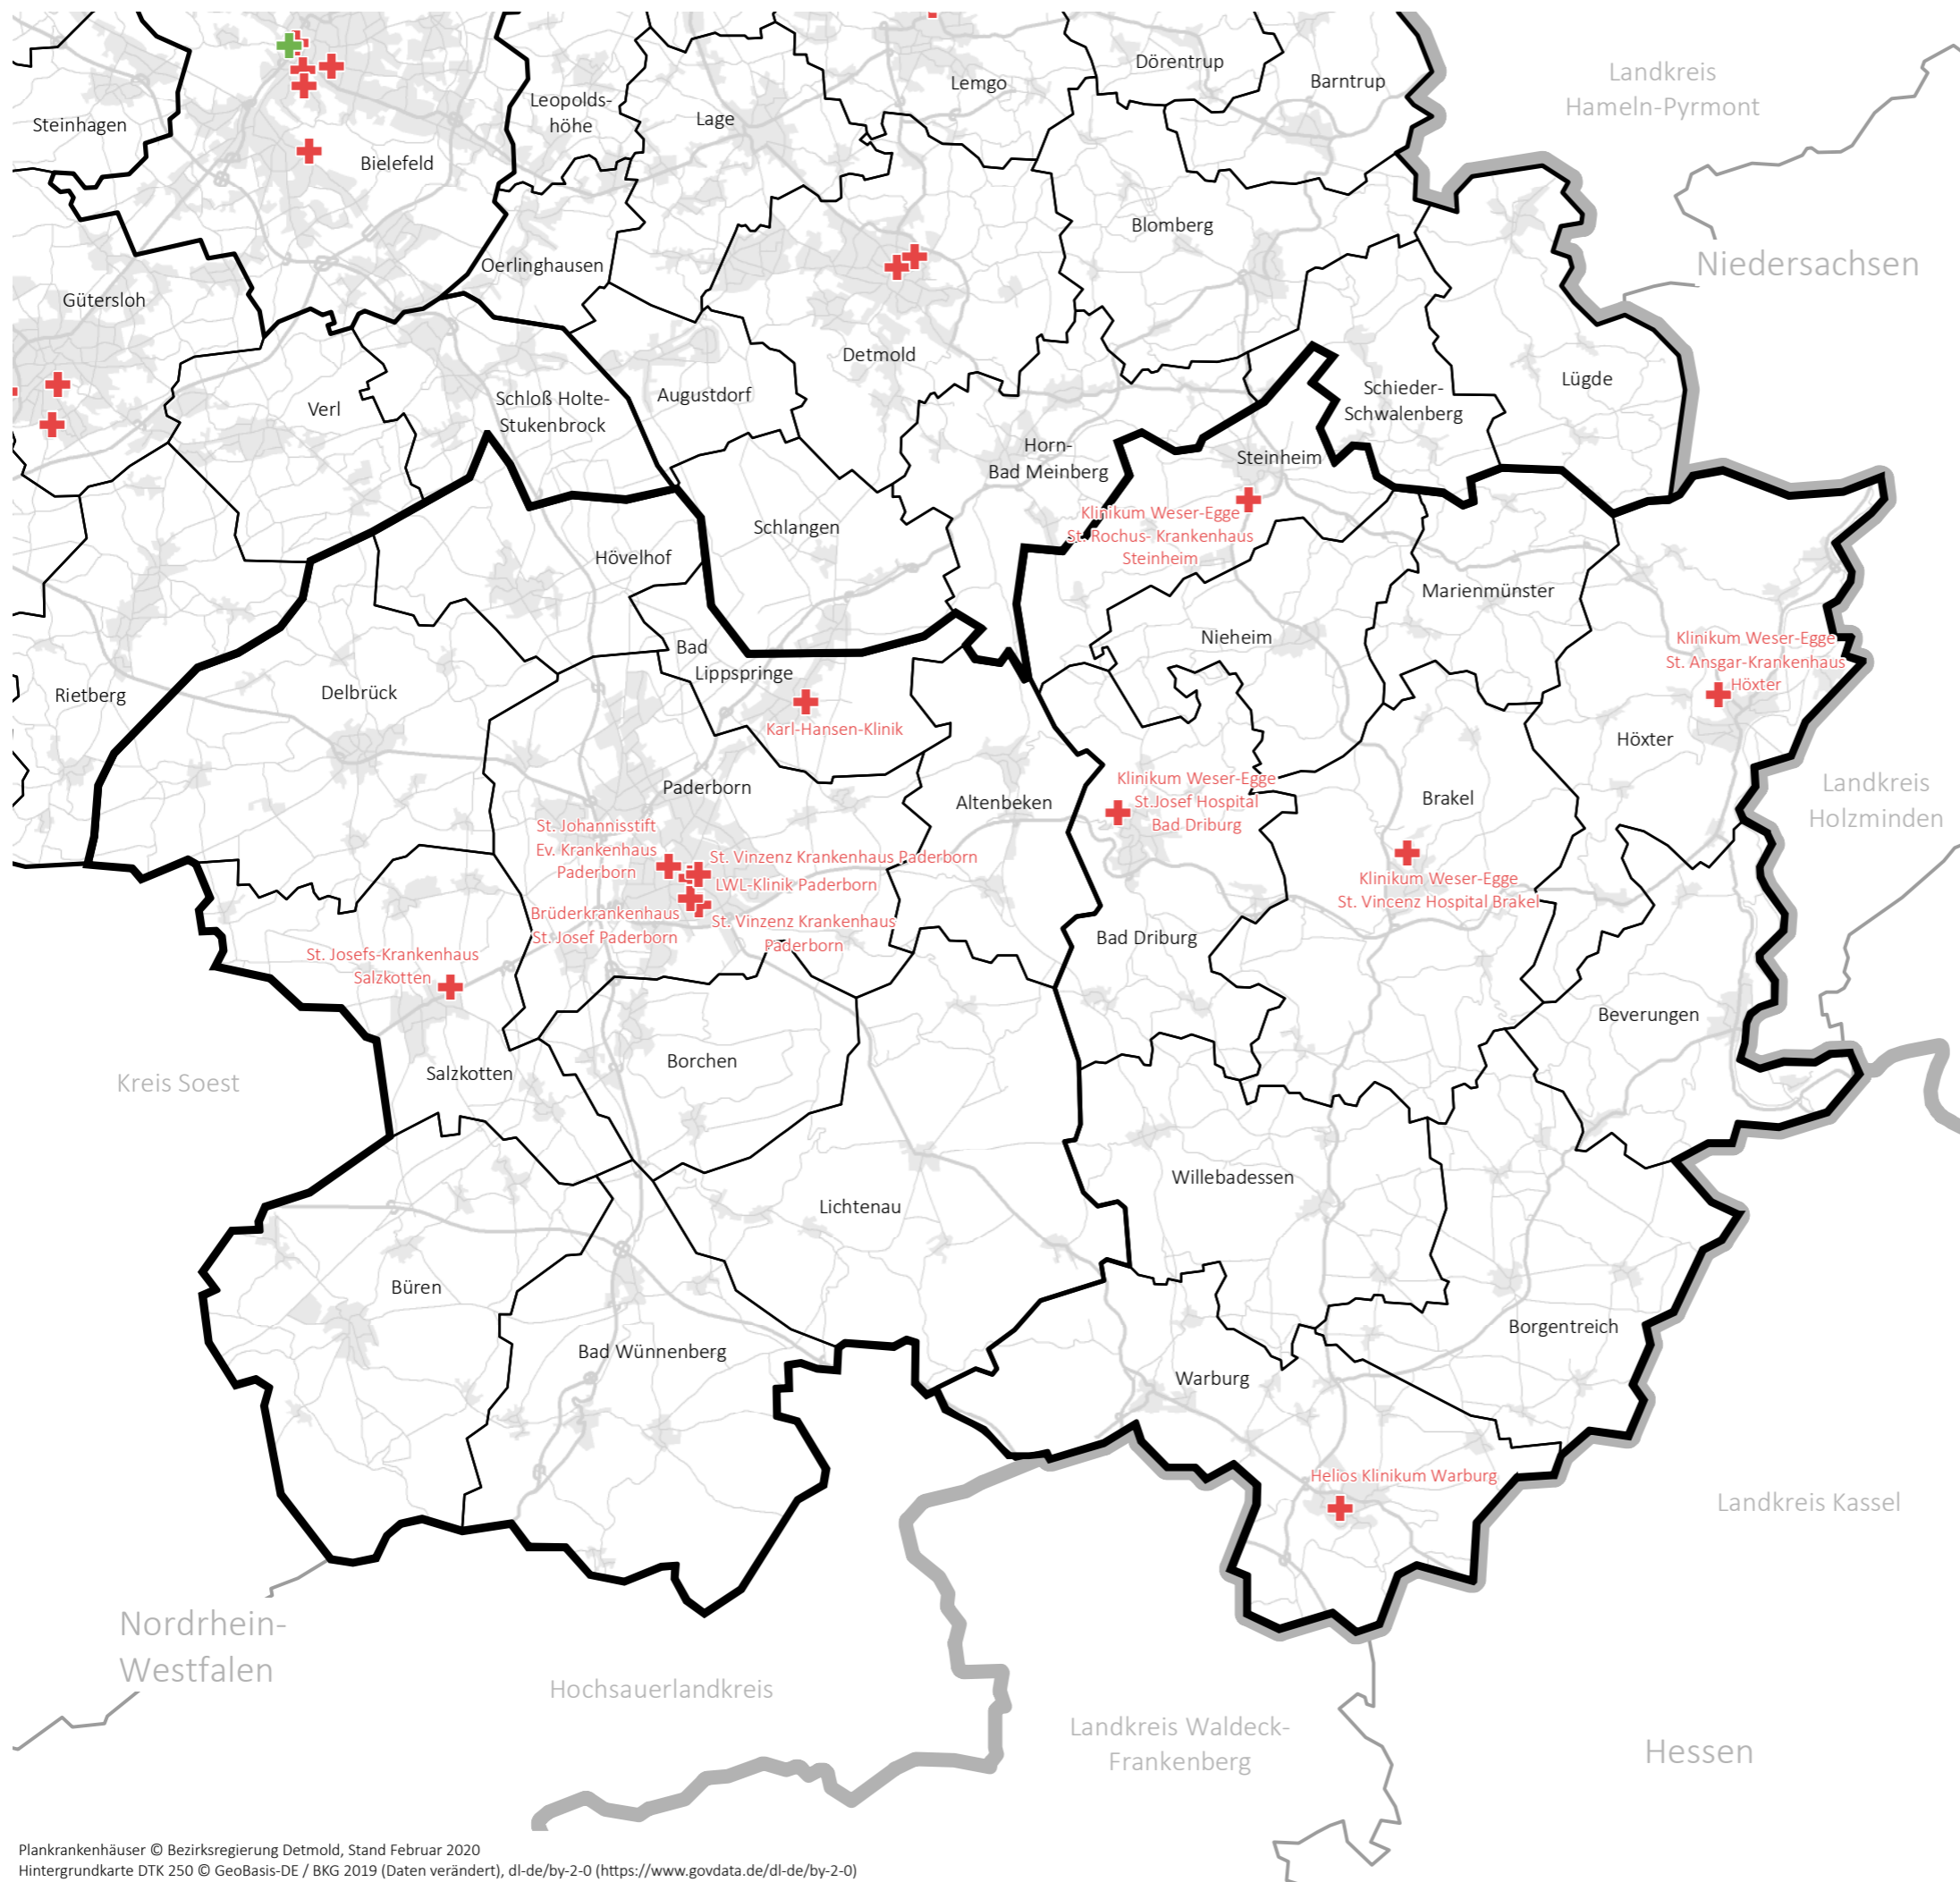 Landkreis
Hameln-Pyrmont
Dörentrup
Barntrup
Lemgo
Leopolds-
höhe
Lage
Steinhagen
Bielefeld
Blomberg
Niedersachsen
Oerlinghausen
Gütersloh
Detmold
Lügde
Schieder-
Schwalenberg
Augustdorf
Schloß Holte-
Stukenbrock
Verl
Horn-
Bad Meinberg
Steinheim
Klinikum Weser-Egge
St. Rochus- Krankenhaus
Steinheim
Schlangen
Hövelhof
Marienmünster
Nieheim
Klinikum Weser-Egge
St. Ansgar-Krankenhaus
Höxter
Bad
Lippspringe
Rietberg
Delbrück
Karl-Hansen-Klinik
Höxter
Paderborn
Altenbeken
Klinikum Weser-Egge
St.Josef Hospital
Bad Driburg
Brakel
Landkreis
Holzminden
St. Johannisstift
Ev. Krankenhaus
Paderborn
St. Vinzenz Krankenhaus Paderborn
LWL-Klinik Paderborn
Klinikum Weser-Egge
St. Vincenz Hospital Brakel
Brüderkrankenhaus
St. Josef Paderborn
St. Vinzenz Krankenhaus
Paderborn
Bad Driburg
St. Josefs-Krankenhaus
Salzkotten
Beverungen
Borchen
Salzkotten
Kreis Soest
Willebadessen
Lichtenau
Büren
Borgentreich
Bad Wünnenberg
Warburg
Helios Klinikum Warburg
Landkreis Kassel
Nordrhein-
Westfalen
Hochsauerlandkreis
Landkreis Waldeck-
Frankenberg
Hessen
Plankrankenhäuser © Bezirksregierung Detmold, Stand Februar 2020
Hintergrundkarte DTK 250 © GeoBasis-DE / BKG 2019 (Daten verändert), dl-de/by-2-0 (https://www.govdata.de/dl-de/by-2-0)